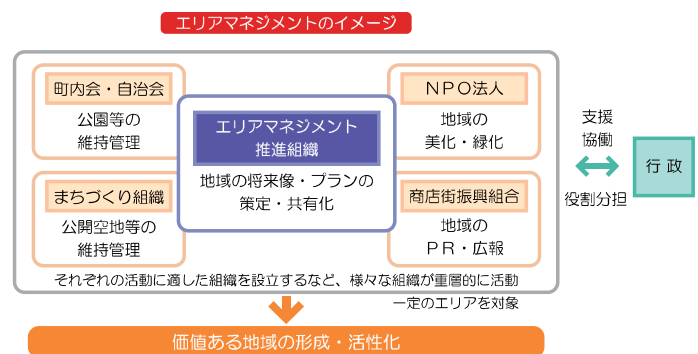 エリアマネジメントのイメージ
町内会・自治会
公園等の
維持管理
まちづくり組織
公開空地等の
維持管理
エリアマネジメント
推進組織
地域の将来像・プランの
策定・共有化
ＮＰＯ法人
地域の
美化・緑化
商店街振興組合
地域の
ＰＲ・広報
それぞれの活動に適した組織を設立するなど、様々な組織が重層的に活動
一定のエリアを対象
支援
協働
役割分担
行政
価値ある地域の形成・活性化